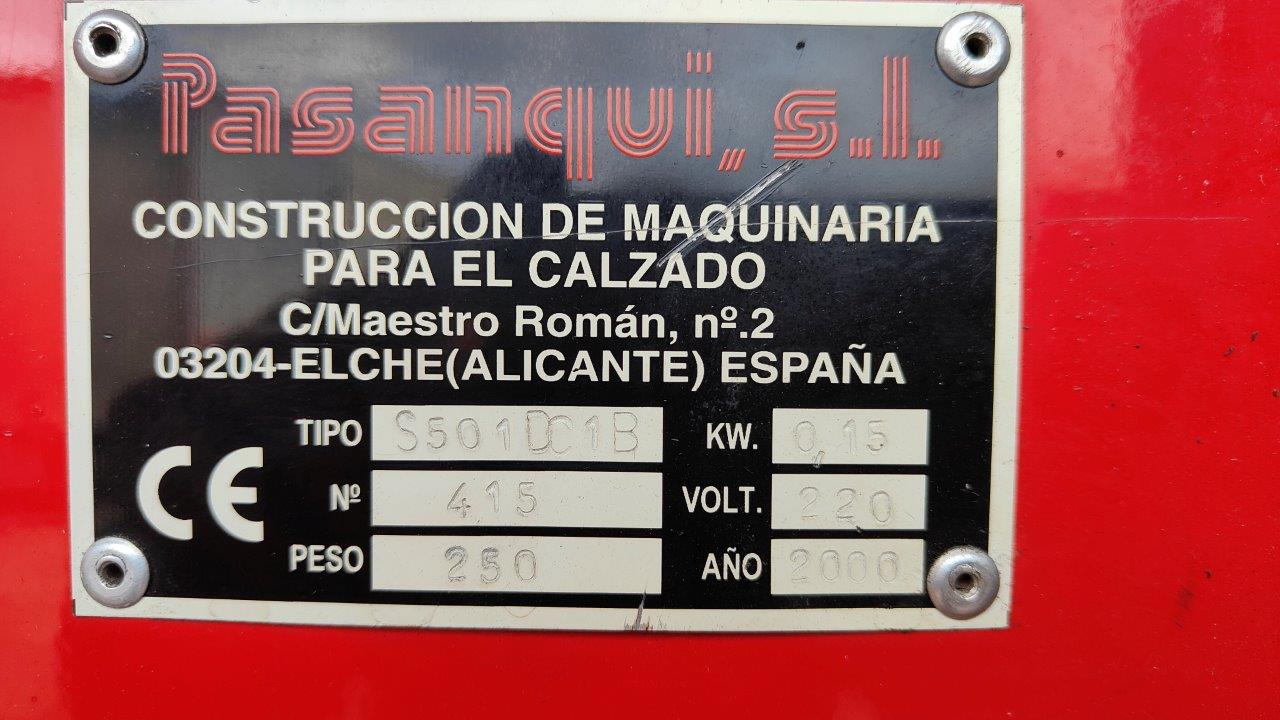 Pasanqui, s.l.
CONSTRUCCION DE MAQUINARIA
PARA EL CALZADO
C/Maestro Román, nº.2
03204-ELCHE(ALICANTE) ESPAÑA
TIPO S501DC1B KW. 0,15
Nº 415 VOLT. 220
PESO 250 AÑO 2000
CE